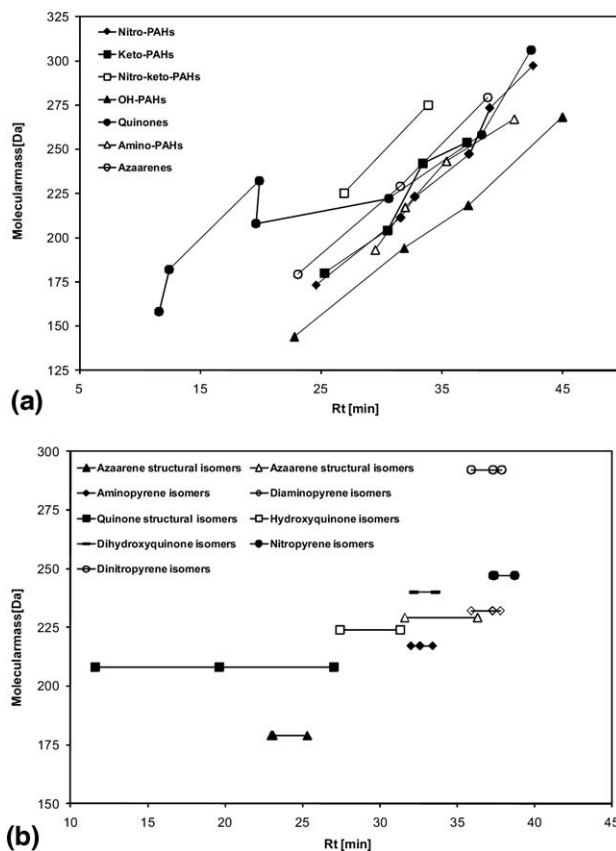 Nitro-PAHs
Keto-PAHs
Nitro-keto-PAHs
OH-PAHs
Quinones
Amino-PAHs
Azaarenes
Molecularmass[Da]
325
300
275
250
225
200
175
150
125
5 15 25 35 45
Rt [min]
(a)
Azaarene structural isomers Azaarene structural isomers
Aminopyrene isomers Diaminopyrene isomers
Quinone structural isomers Hydroxyquinone isomers
Dihydroxyquinone isomers Nitropyrene isomers
Dinitropyrene isomers
Molecularmass[Da]
300
275
250
225
200
175
150
10 15 20 25 30 35 40 45
Rt [min]
(b)